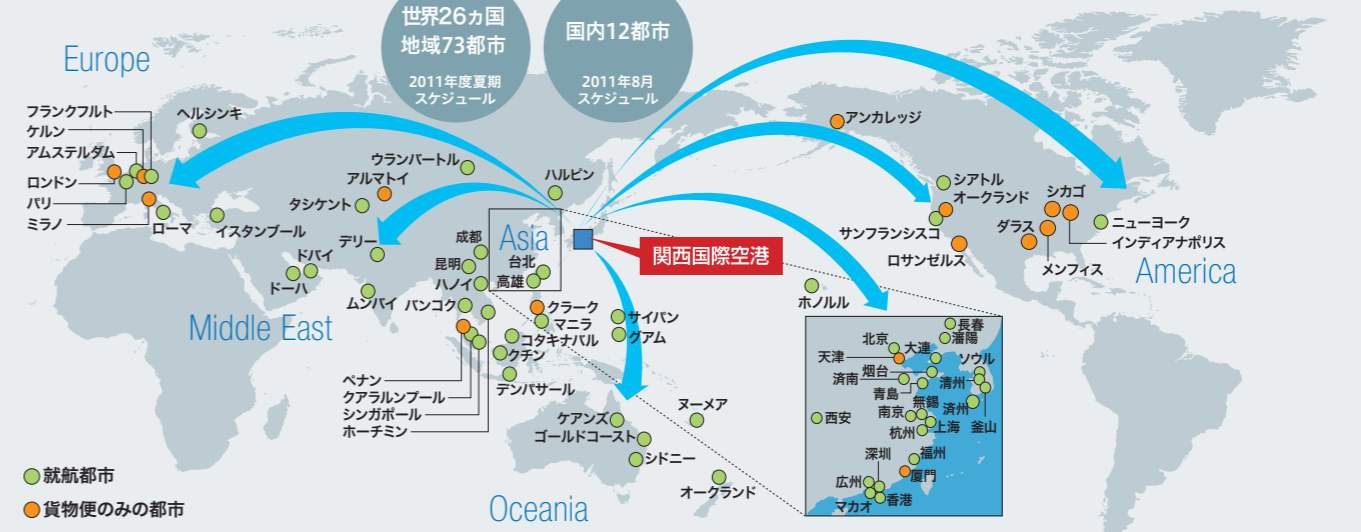 世界26ヵ国
地域73都市
2011年度夏期
スケジュール
国内12都市
2011年8月
スケジュール
Europe
フランクフルト
ケルン
アムステルダム
ロンドン
パリ
ミラノ
ヘルシンキ
ローマ
イスタンブール
ウランバートル
アルマトイ
タシケント
デリー
ドバイ
ドーハ
ムンバイ
Middle East
ハルビン
Asia
成都
昆明
ハノイ
台北
高雄
バンコク
クラーク
マニラ
コタキナバル
クチン
デンパサール
ペナン
クアラルンプール
シンガポール
ホーチミン
関西国際空港
サイパン
グアム
ケアンズ
ゴールドコースト
シドニー
ヌーメア
オークランド
Oceania
アンカレッジ
シアトル
オークランド
サンフランシスコ
ロサンゼルス
シカゴ
ダラス
メンフィス
ニューヨーク
インディアナポリス
America
ホノルル
長春
瀋陽
北京
大連
天津
ソウル
烟台
済南
清州
青島
無錫
済州
南京
西安
上海
釜山
杭州
深圳
福州
厦門
広州
香港
マカオ
就航都市
貨物便のみの都市